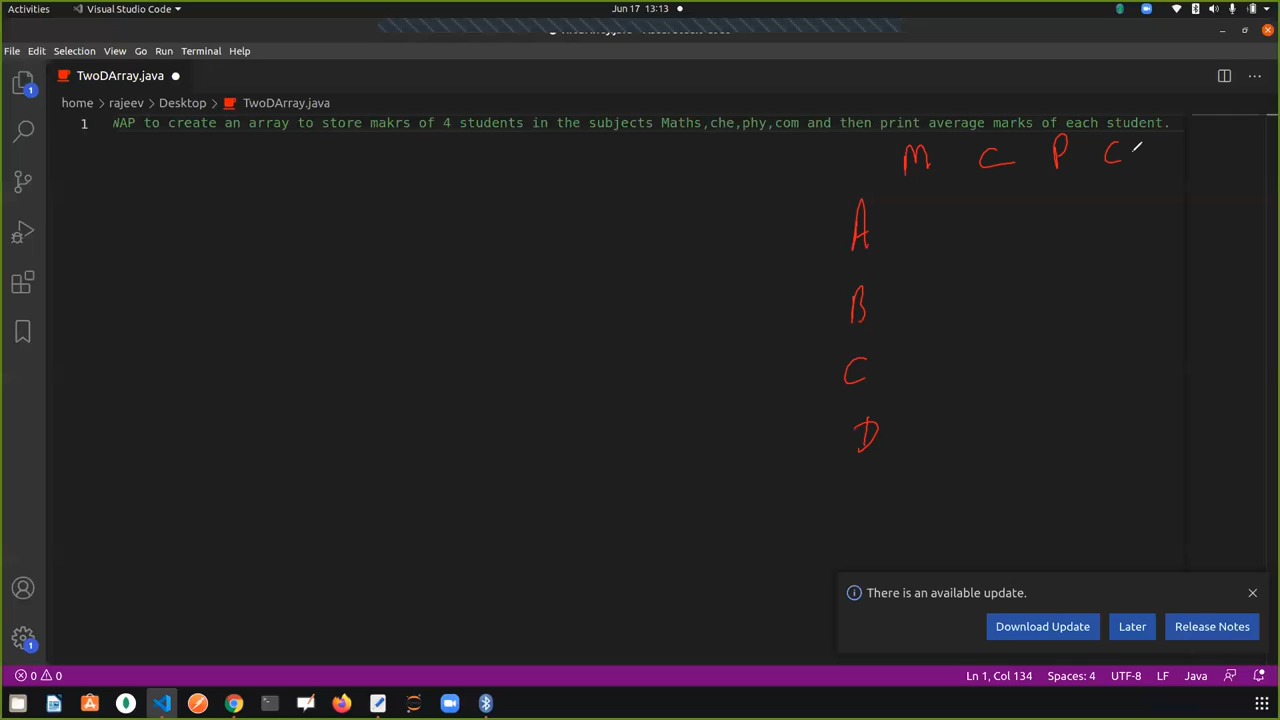 Activities
Visual Studio Code
Jun 17 13:13
File Edit Selection View Go Run Terminal Help
TwoDArray.java
home > rajeev > Desktop > TwoDArray.java
1 WAP to create an array to store makrs of 4 students in the subjects Maths,che,phy,com and then print average marks of each student.
M C P C
A
B
C
D
There is an available update.
Download Update Later Release Notes
0 0
Ln 1, Col 134 Spaces: 4 UTF-8 LF Java